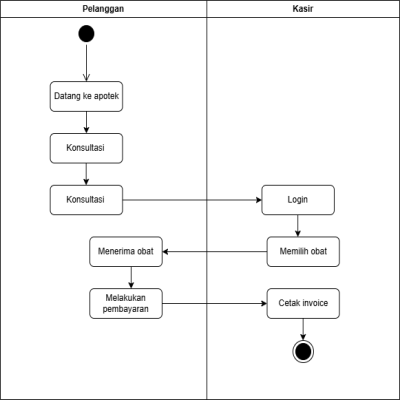 Pelanggan
Kasir
Datang ke apotek
Konsultasi
Konsultasi
Login
Menerima obat
Memilih obat
Melakukan
pembayaran
Cetak invoice